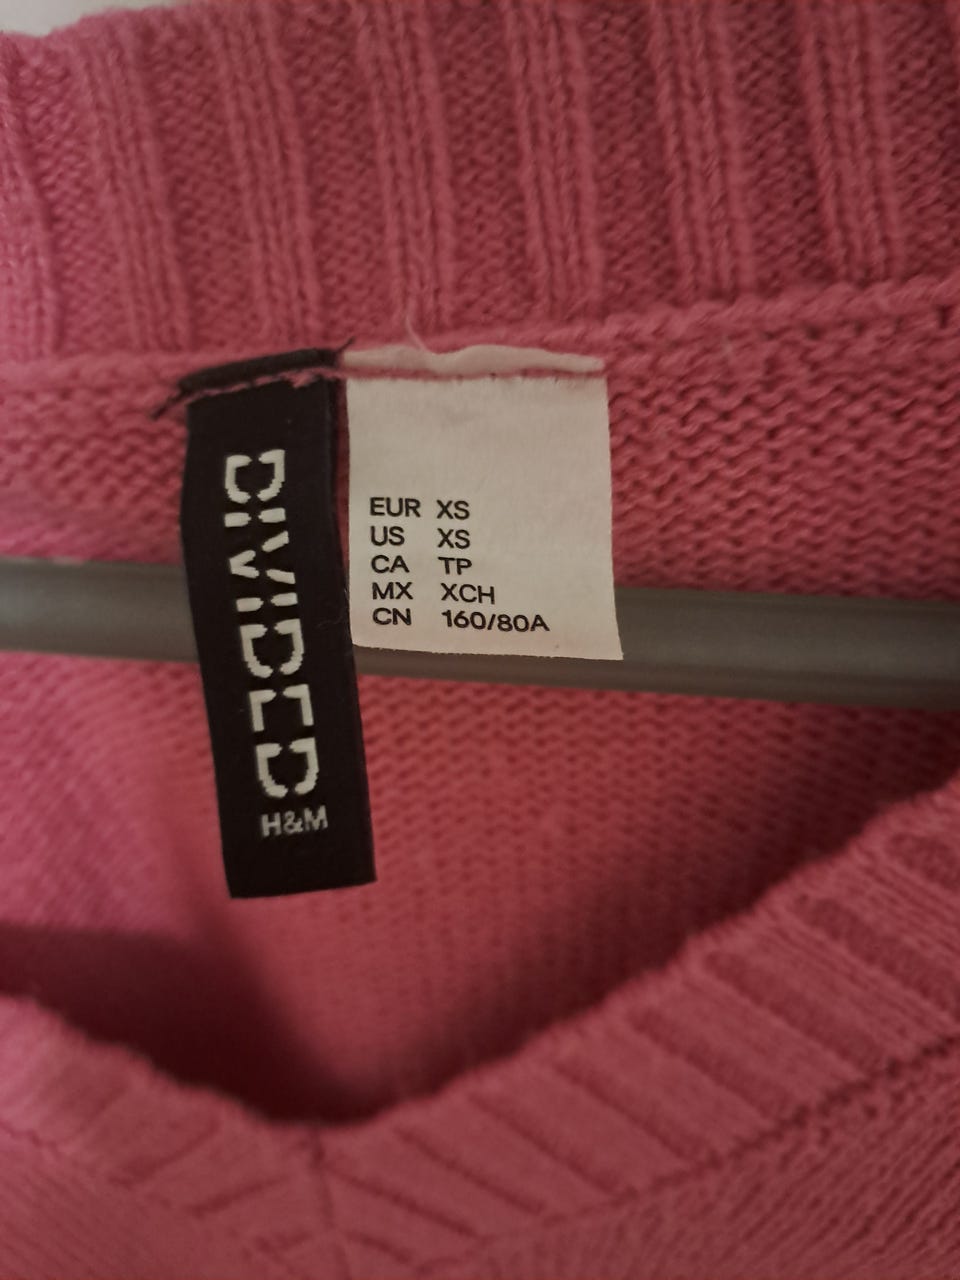 DIVIDED
H&M
EUR XS
US XS
CA TP
MX XCH
CN 160/80A